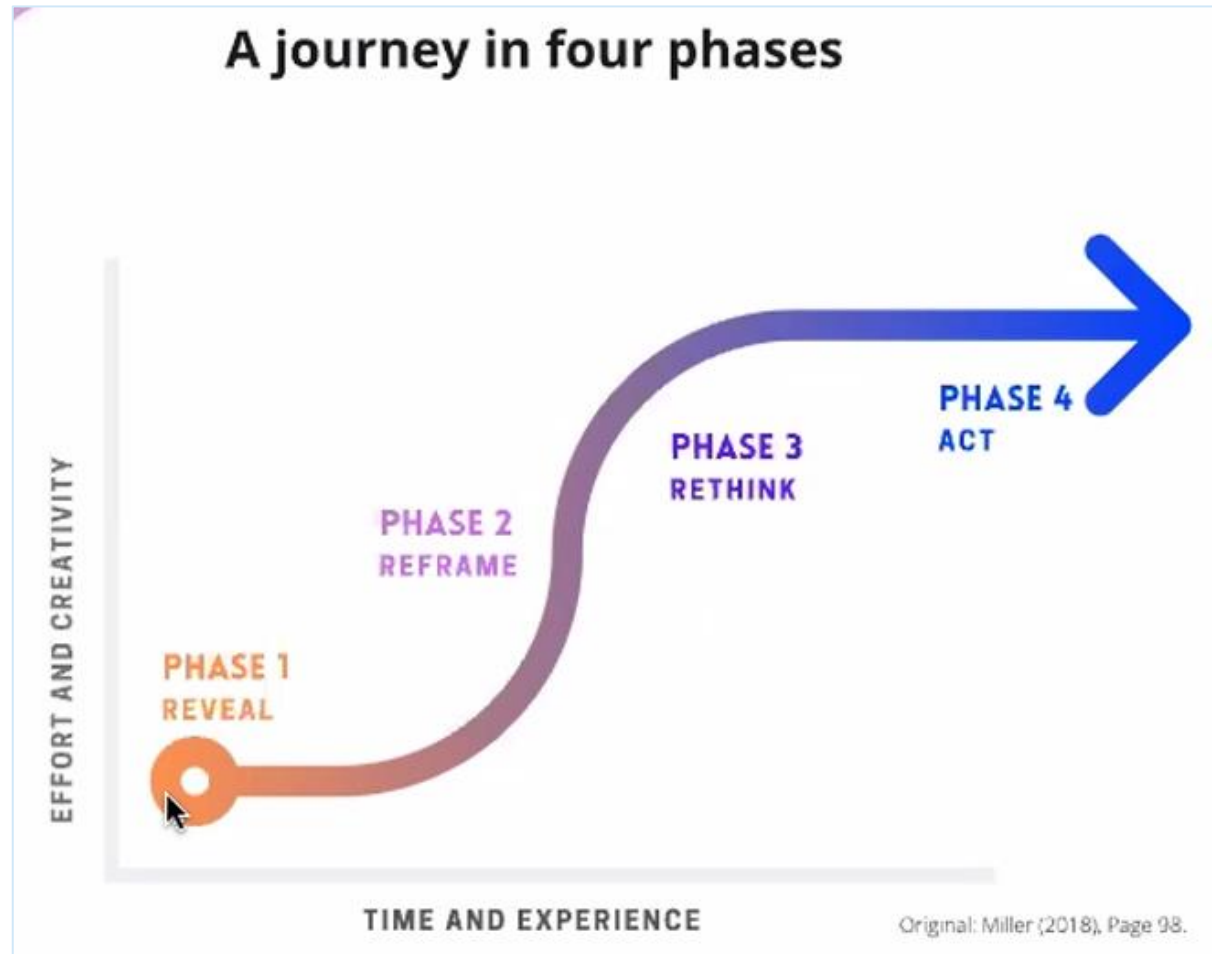 A journey in four phases
EFFORT AND CREATIVITY
PHASE 1
REVEAL
PHASE 2
REFRAME
PHASE 3
RETHINK
PHASE 4
ACT
TIME AND EXPERIENCE
Original: Miller (2018), Page 98.